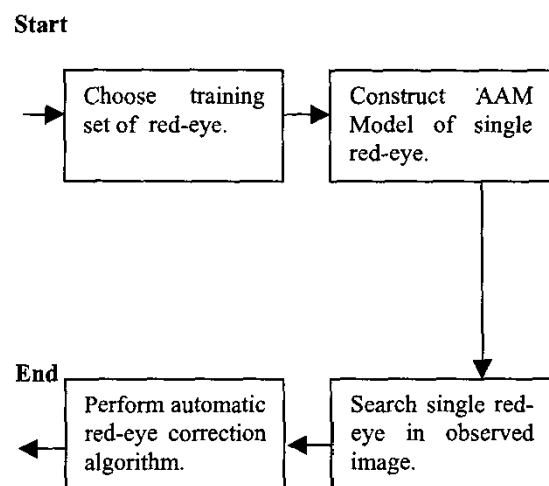 Start
Choose training
set of red-eye.
Construct AAM
Model of single
red-eye.
Search single red-
eye in observed
image.
End
Perform automatic
red-eye correction
algorithm.